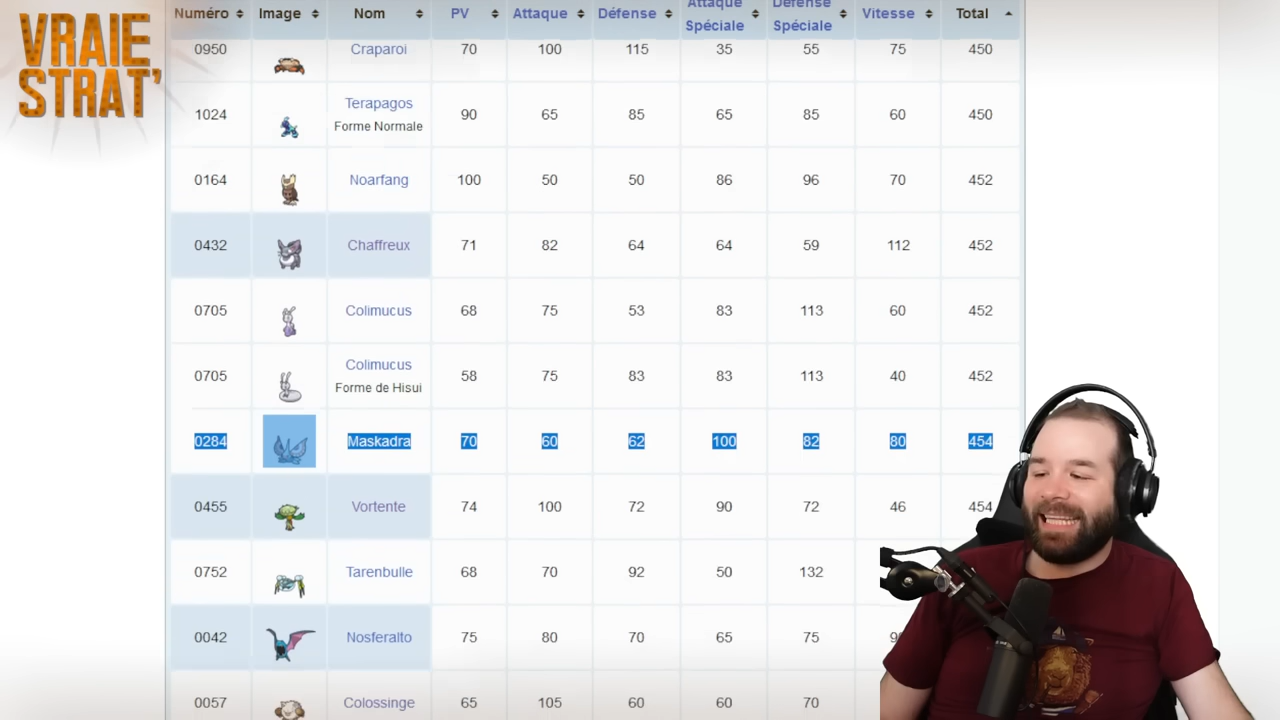 VRAIE
STRAT'
Numéro Image Nom PV Attaque Défense Attaque Spéciale Défense Spéciale Vitesse Total
0950 Craparoi 70 100 115 35 55 75 450
1024 Terapagos 90 65 85 65 85 60 450
Forme Normale
0164 Noarfang 100 50 50 86 96 70 452
0432 Chaffreux 71 82 64 64 59 112 452
0705 Colimucus 68 75 53 83 113 60 452
0705 Colimucus 58 75 83 83 113 40 452
Forme de Hisui
0284 Maskadra 70 60 62 100 82 80 454
0455 Vortente 74 100 72 90 72 46 454
0752 Tarenbulle 68 70 92 50 132
0042 Nosferalto 75 80 70 65 75
0057 Colossinge 65 105 60 60 70